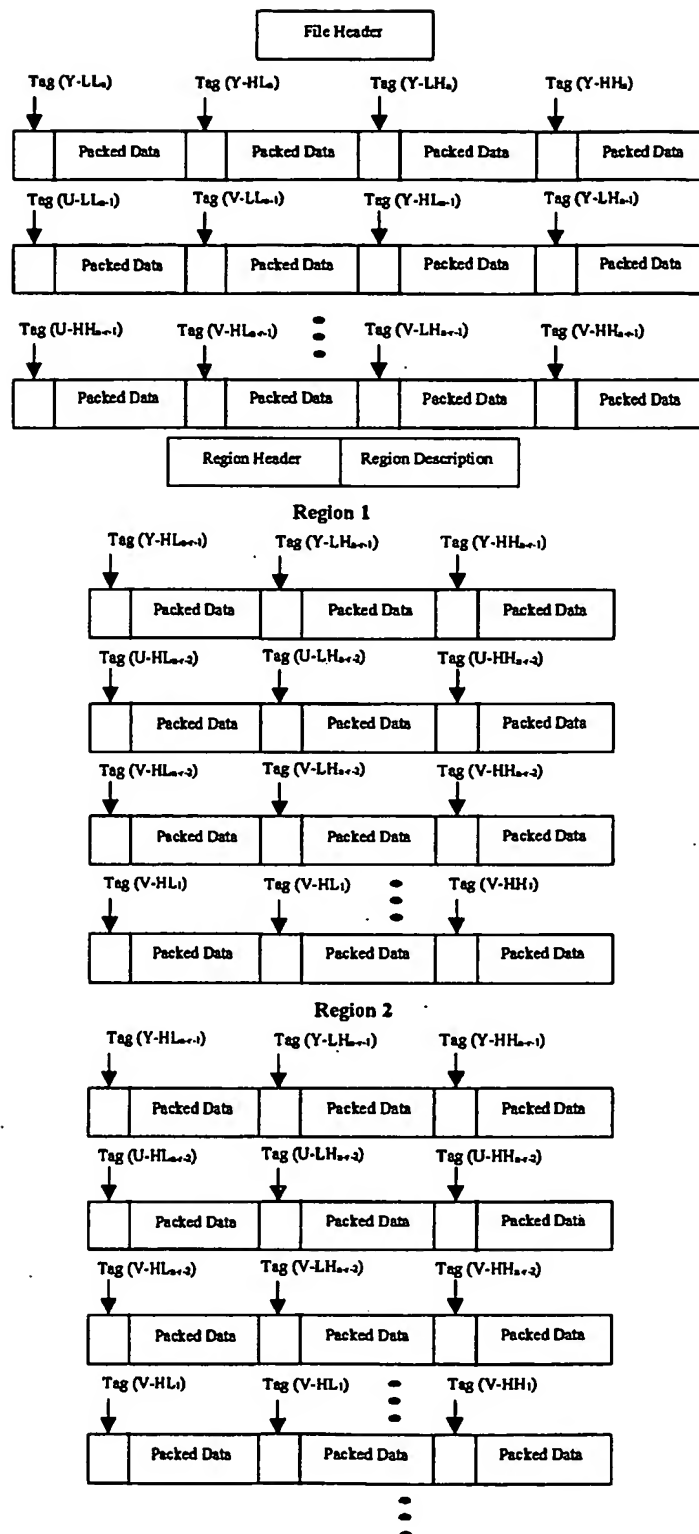 File Header
Tag (Y-LLₙ) Tag (Y-HLₙ) Tag (Y-LHₙ) Tag (Y-HHₙ)
Packed Data Packed Data Packed Data Packed Data
Tag (U-LLₙ₋₁) Tag (V-LLₙ₋₁) Tag (Y-HLₙ₋₁) Tag (Y-LHₙ₋₁)
Packed Data Packed Data Packed Data Packed Data
Tag (U-HHₙ₋ᵣ₋₁) Tag (V-HLₙ₋ᵣ₋₁) Tag (V-LHₙ₋ᵣ₋₁) Tag (V-HHₙ₋ᵣ₋₁)
Packed Data Packed Data Packed Data Packed Data
Region Header Region Description
Region 1
Tag (Y-HLₙ₋ᵣ₋₁) Tag (Y-LHₙ₋ᵣ₋₁) Tag (Y-HHₙ₋ᵣ₋₁)
Packed Data Packed Data Packed Data
Tag (U-HLₙ₋ᵣ₋₂) Tag (U-LHₙ₋ᵣ₋₂) Tag (U-HHₙ₋ᵣ₋₂)
Packed Data Packed Data Packed Data
Tag (V-HLₙ₋ᵣ₋₂) Tag (V-LHₙ₋ᵣ₋₂) Tag (V-HHₙ₋ᵣ₋₂)
Packed Data Packed Data Packed Data
Tag (V-HL₁) Tag (V-HL₁) Tag (V-HH₁)
Packed Data Packed Data Packed Data
Region 2
Tag (Y-HLₙ₋ᵣ₋₁) Tag (Y-LHₙ₋ᵣ₋₁) Tag (Y-HHₙ₋ᵣ₋₁)
Packed Data Packed Data Packed Data
Tag (U-HLₙ₋ᵣ₋₂) Tag (U-LHₙ₋ᵣ₋₂) Tag (U-HHₙ₋ᵣ₋₂)
Packed Data Packed Data Packed Data
Tag (V-HLₙ₋ᵣ₋₂) Tag (V-LHₙ₋ᵣ₋₂) Tag (V-HHₙ₋ᵣ₋₂)
Packed Data Packed Data Packed Data
Tag (V-HL₁) Tag (V-HL₁) Tag (V-HH₁)
Packed Data Packed Data Packed Data